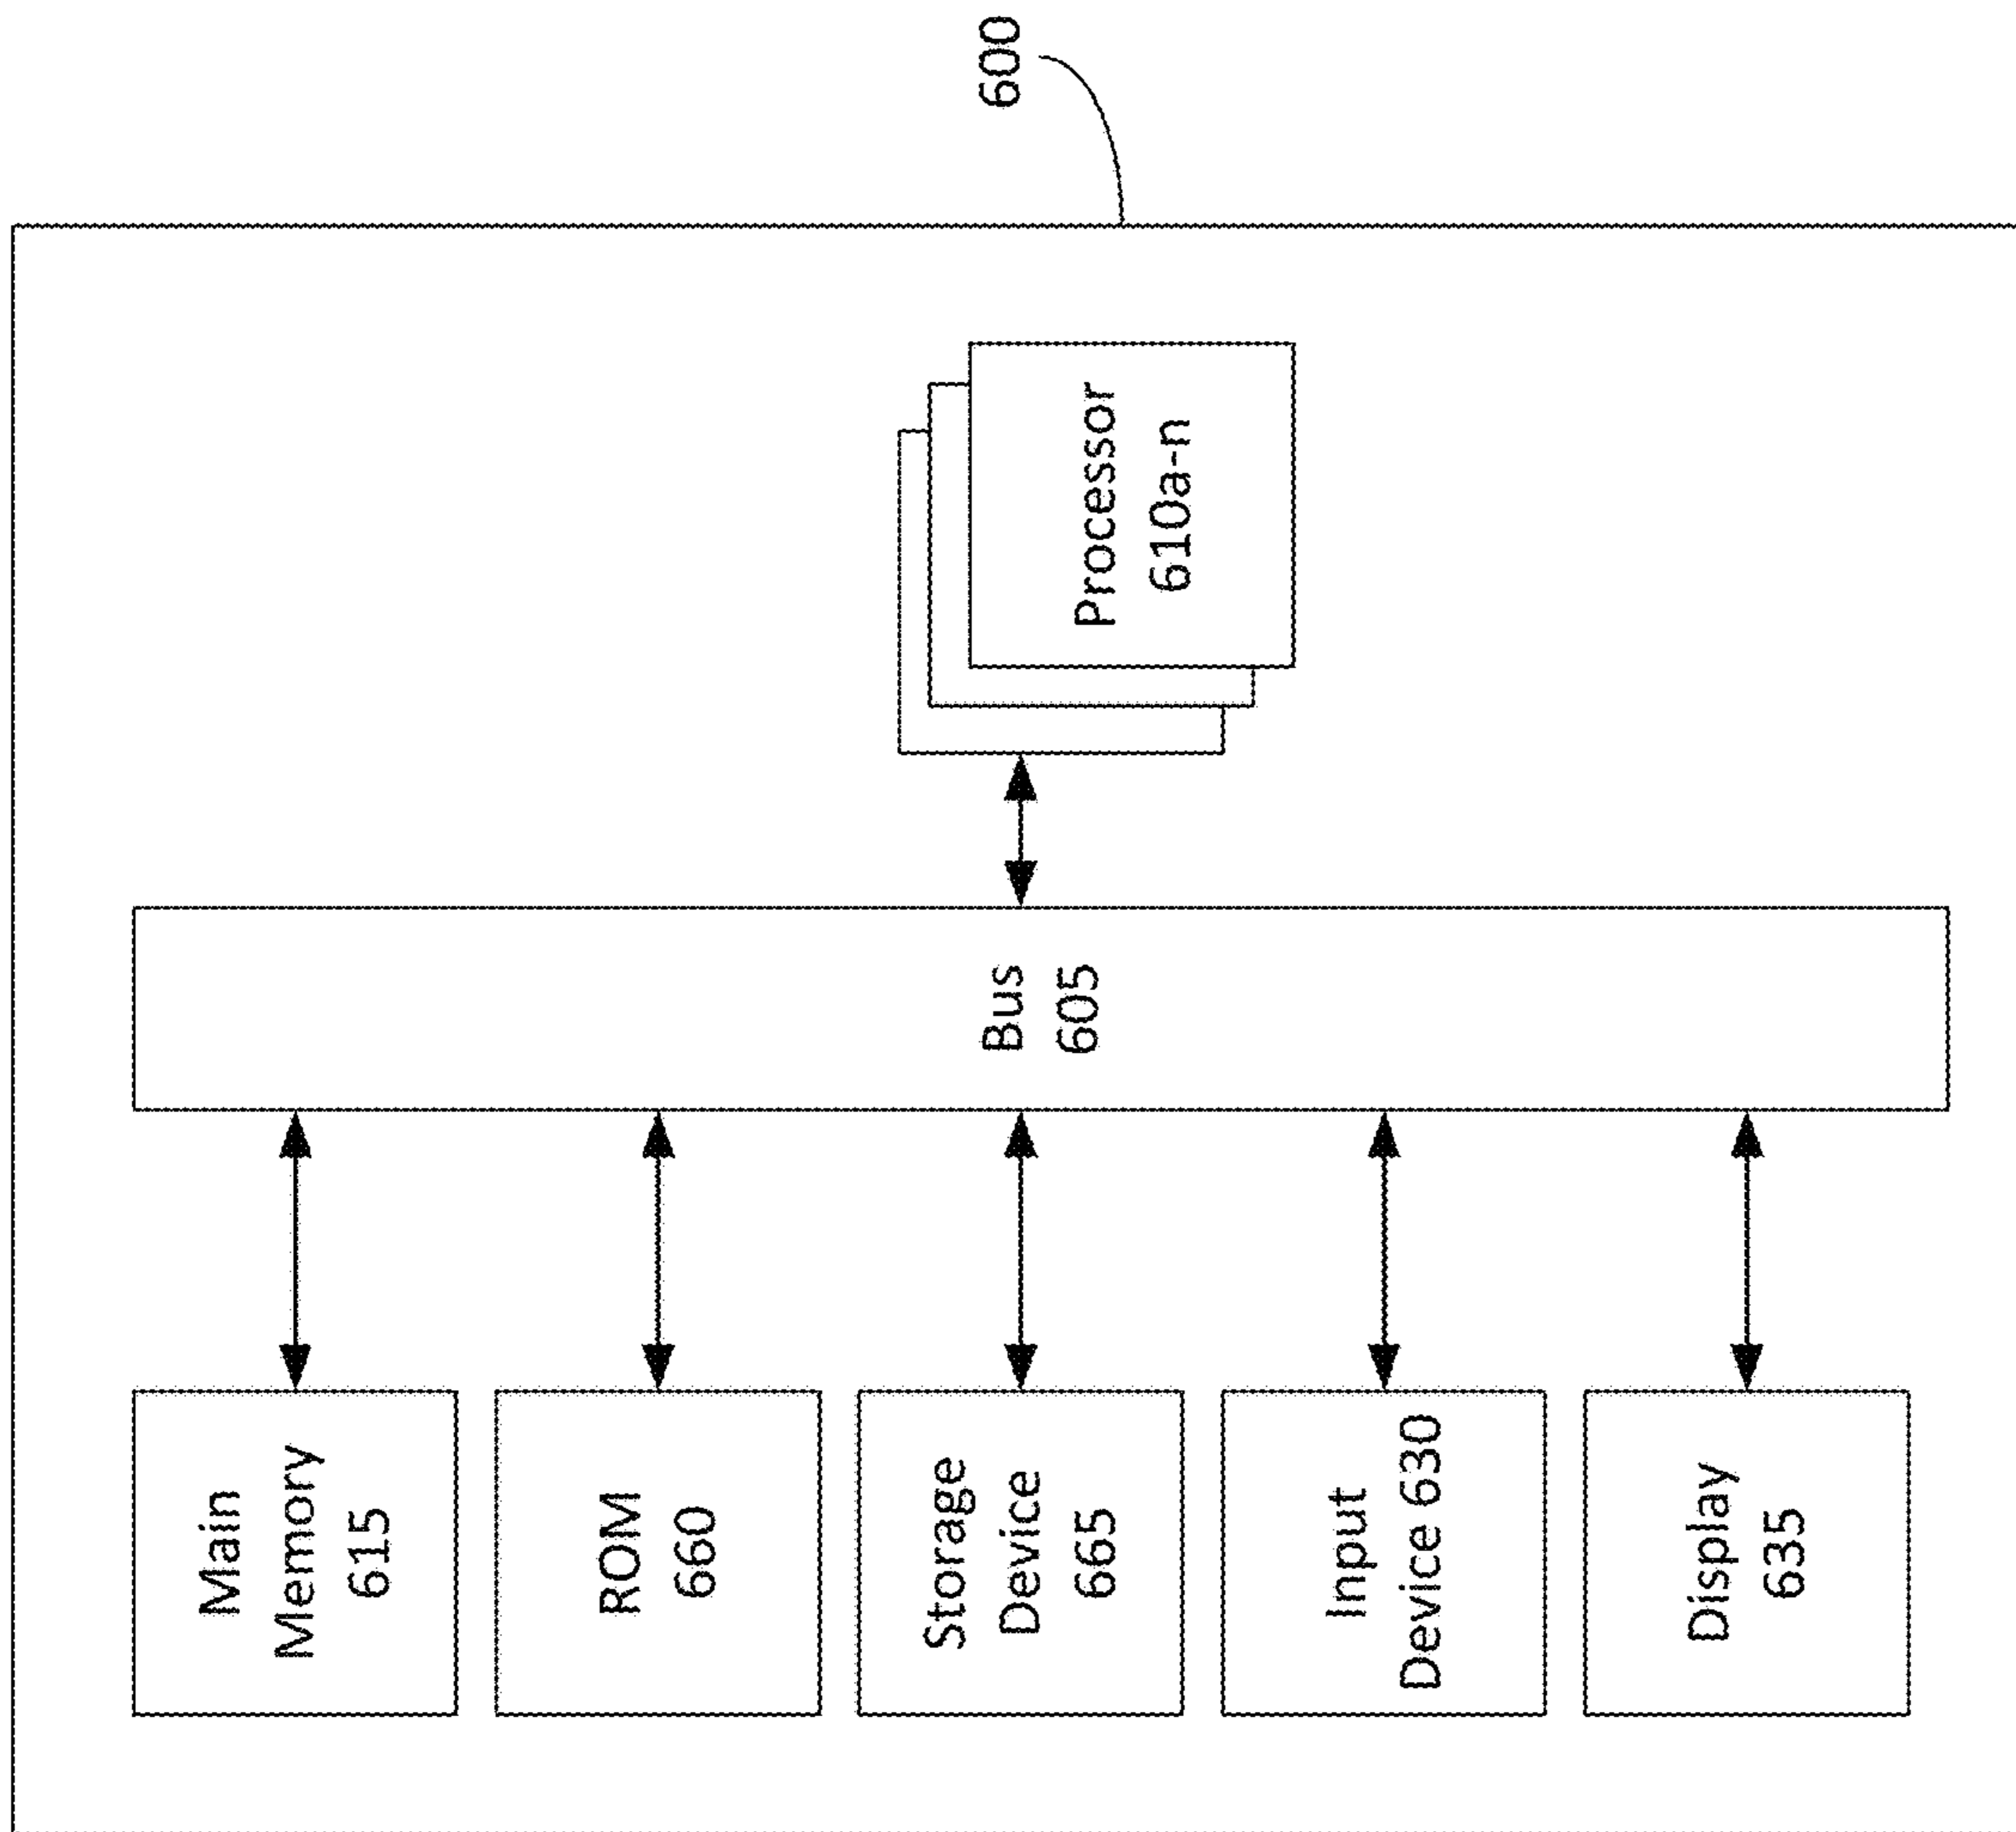 600
Main
Memory
615
ROM
660
Storage
Device
665
Input
Device 630
Display
635
Bus
605
Processor
610a-n